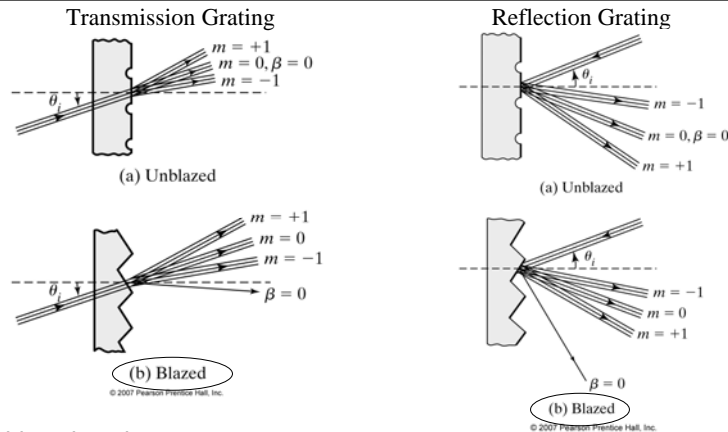 Transmission Grating
m = +1
m = 0, β = 0
m = −1
θi
(a) Unblazed
m = +1
m = 0
m = −1
β = 0
θi
(b) Blazed
© 2007 Pearson Prentice Hall, Inc.
Reflection Grating
θi
m = −1
m = 0, β = 0
m = +1
(a) Unblazed
θi
m = −1
m = 0
m = +1
β = 0
(b) Blazed
© 2007 Pearson Prentice Hall, Inc.